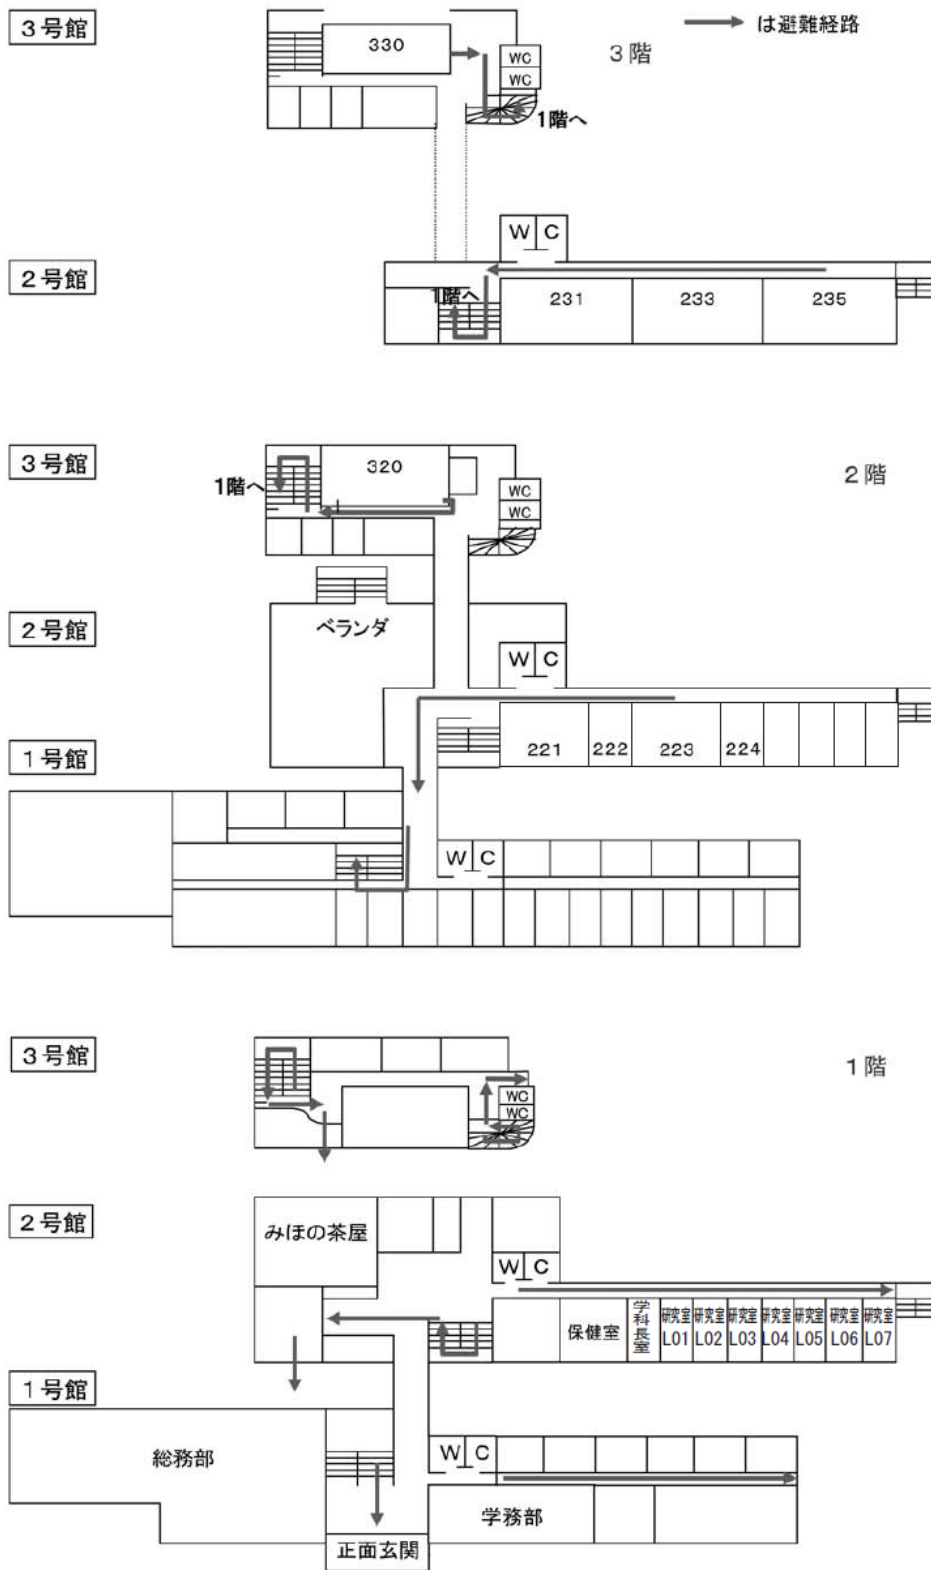 3号館
330
WC
WC
1階へ
3階
は避難経路
2号館
W C
1階へ
231
233
235
3号館
320
1階へ
WC
WC
2階
2号館
ベランダ
W C
221
222
223
224
1号館
W C
3号館
WC
WC
1階
2号館
みほの茶屋
W C
保健室
学科長室
研究室 L01
研究室 L02
研究室 L03
研究室 L04
研究室 L05
研究室 L06
研究室 L07
1号館
総務部
W C
学務部
正面玄関